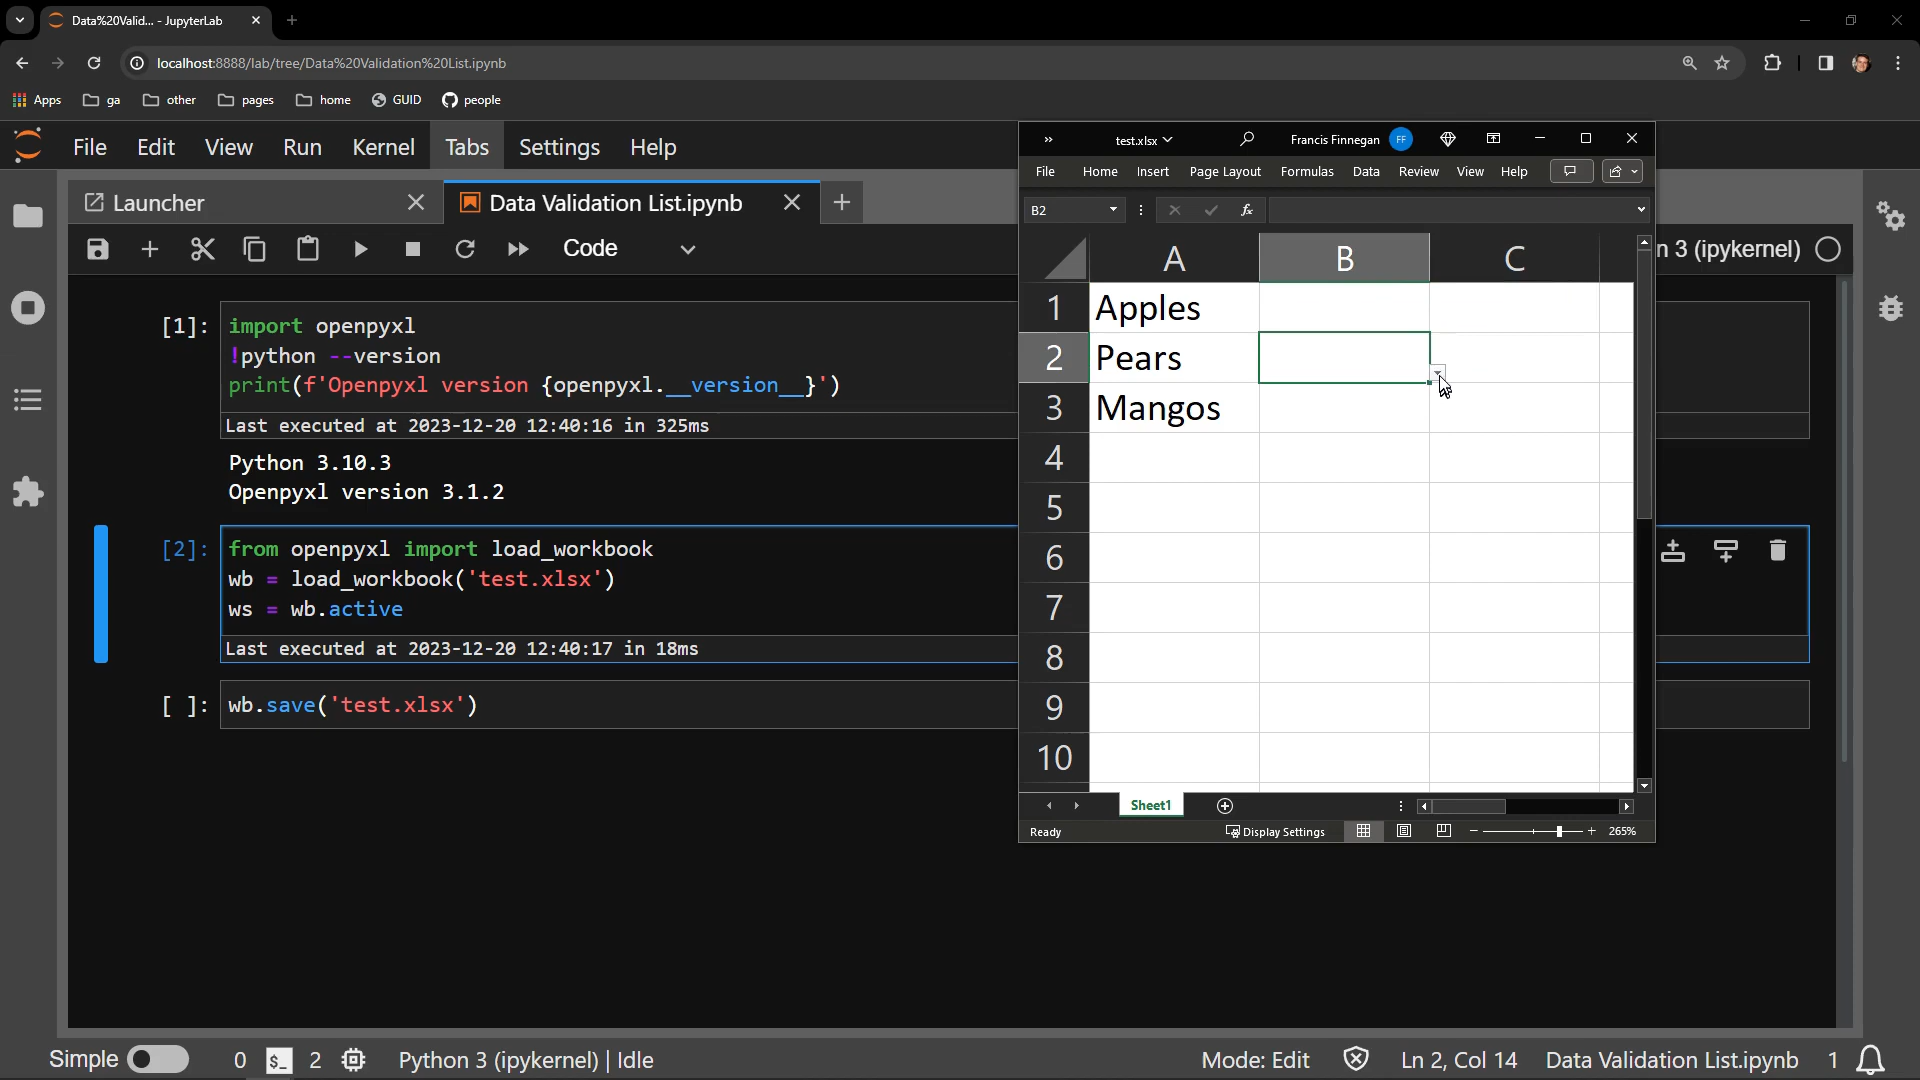 Data%20Valid... - JupyterLab
localhost:8888/lab/tree/Data%20Validation%20List.ipynb
Apps
ga
other
pages
home
GUID
people
File Edit View Run Kernel Tabs Settings Help
Launcher
Data Validation List.ipynb
Code
n 3 (ipykernel)
[1]:
import openpyxl
!python --version
print(f'Openpyxl version {openpyxl.__version__}')
Last executed at 2023-12-20 12:40:16 in 325ms
Python 3.10.3
Openpyxl version 3.1.2
[2]:
from openpyxl import load_workbook
wb = load_workbook('test.xlsx')
ws = wb.active
Last executed at 2023-12-20 12:40:17 in 18ms
[ ]:
wb.save('test.xlsx')
test.xlsx
Francis Finnegan
FF
File Home Insert Page Layout Formulas Data Review View Help
B2
fx
A B C
1 Apples
2 Pears
3 Mangos
4
5
6
7
8
9
10
Sheet1
Ready
Display Settings
265%
Simple
0
$_
2
Python 3 (ipykernel) | Idle
Mode: Edit
Ln 2, Col 14
Data Validation List.ipynb
1